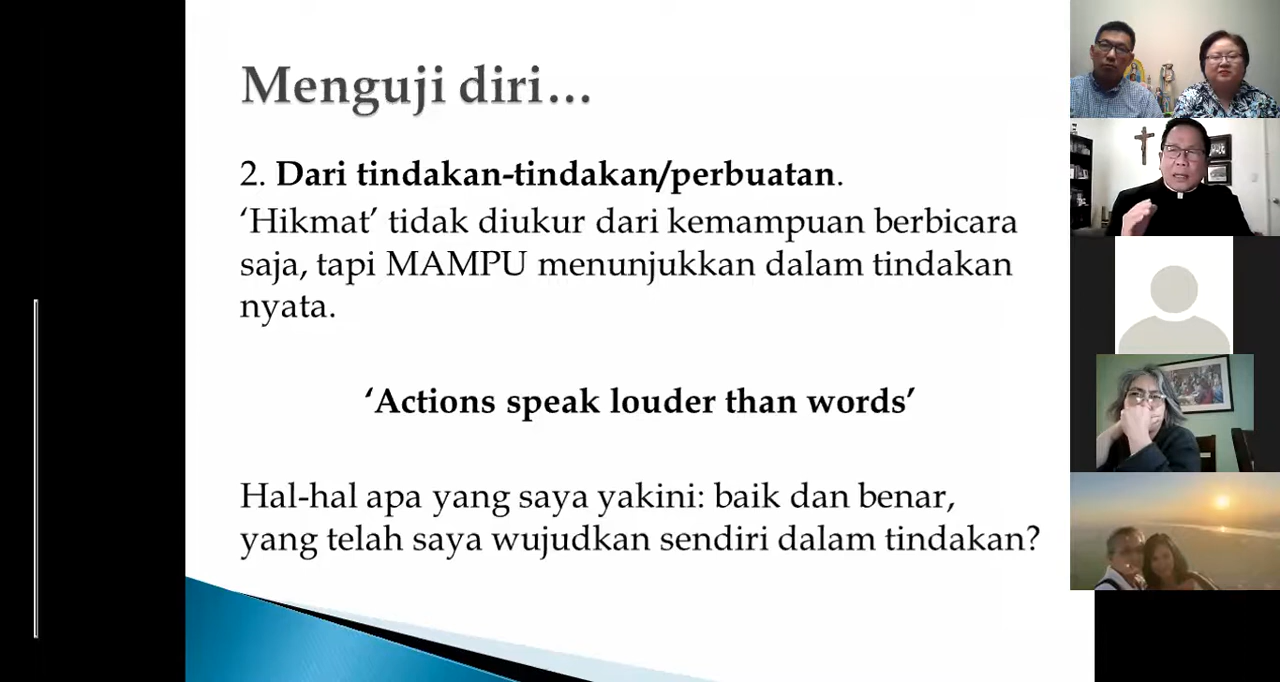 Menguji diri...
2. Dari tindakan-tindakan/perbuatan.
‘Hikmat’ tidak diukur dari kemampuan berbicara
saja, tapi MAMPU menunjukkan dalam tindakan
nyata.
‘Actions speak louder than words’
Hal-hal apa yang saya yakini: baik dan benar,
yang telah saya wujudkan sendiri dalam tindakan?